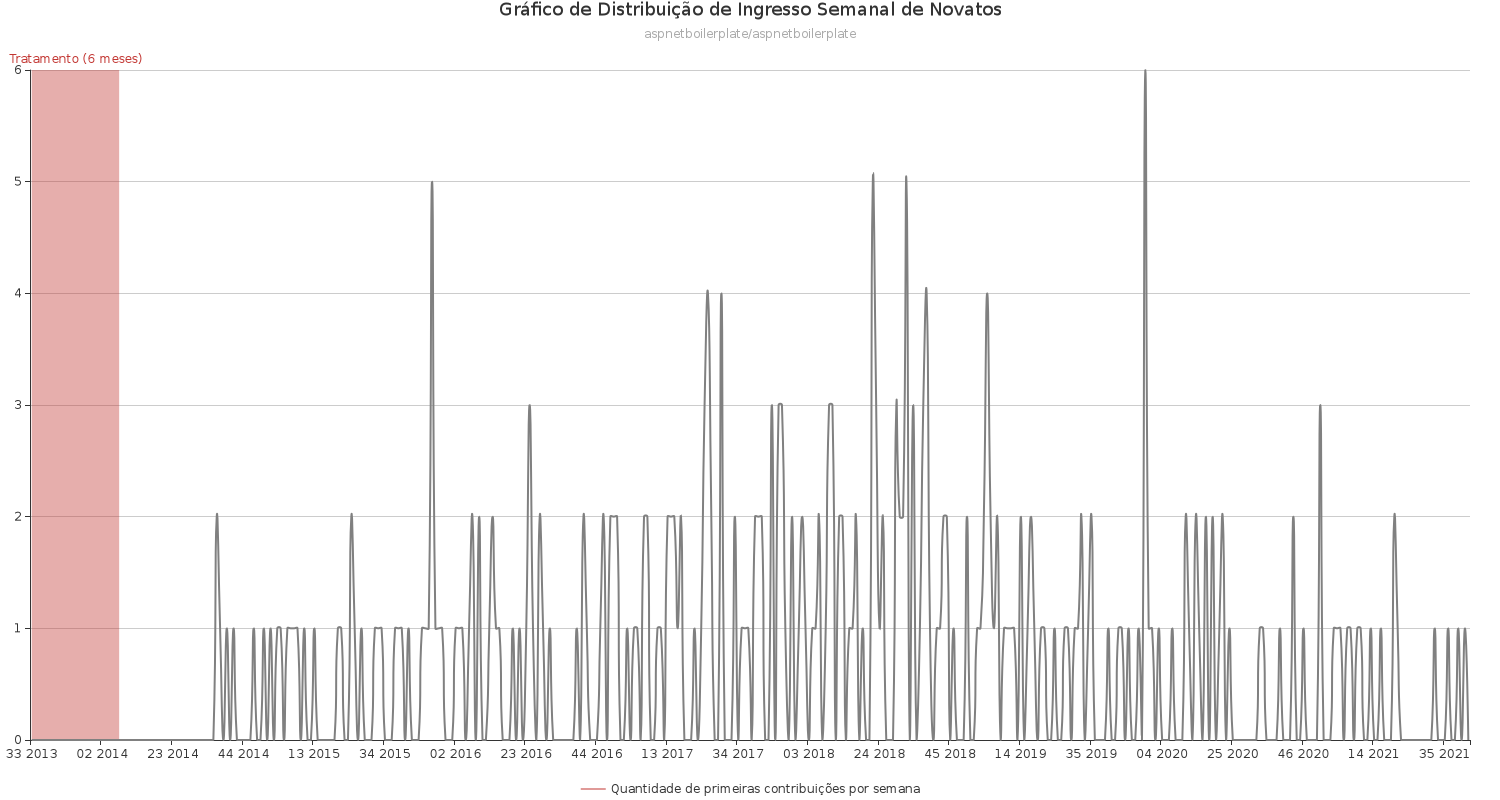 Gráfico de Distribuição de Ingresso Semanal de Novatos
aspnetboilerplate/aspnetboilerplate
Tratamento (6 meses)
6
5
4
3
2
1
0
33 2013 02 2014 23 2014 44 2014 13 2015 34 2015 02 2016 23 2016 44 2016 13 2017 34 2017 03 2018 24 2018 45 2018 14 2019 35 2019 04 2020 25 2020 46 2020 14 2021 35 2021
Quantidade de primeiras contribuições por semana